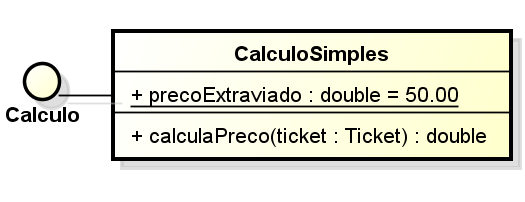 CalculoSimples
+ precoExtraviado : double = 50.00
Calculo
+ calculaPreco(ticket : Ticket) : double